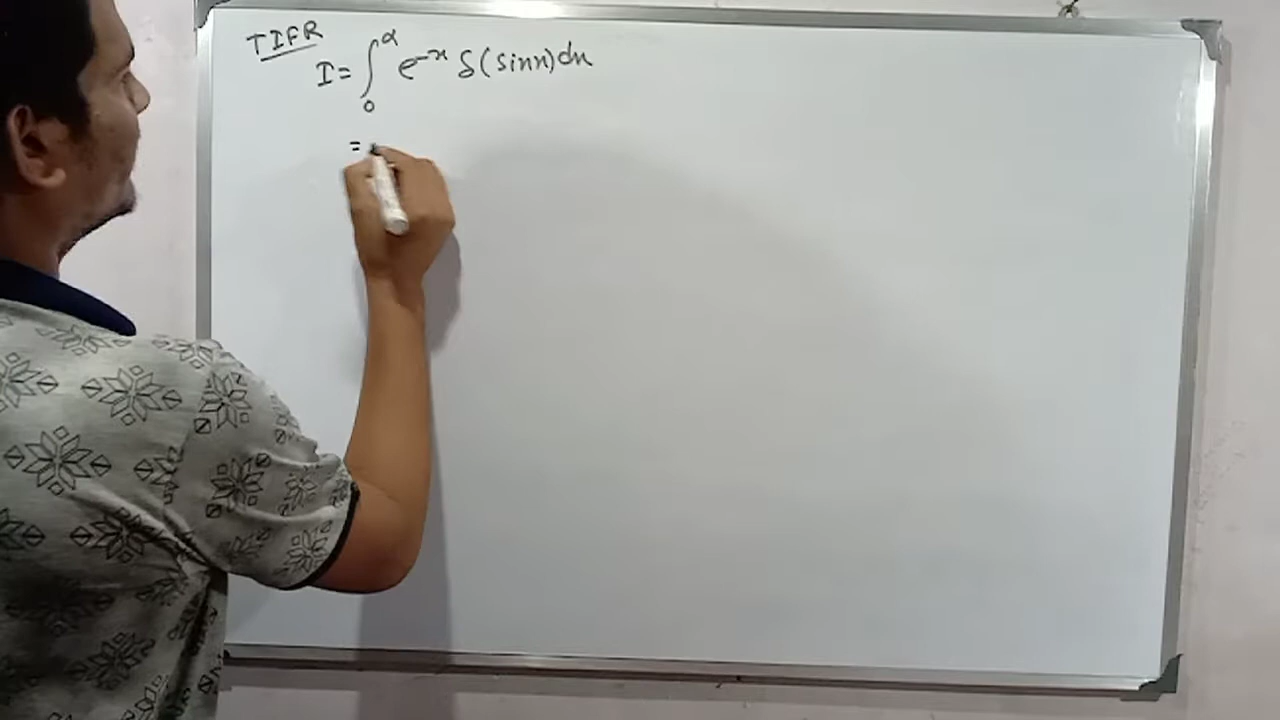 TIFR
I = ∫₀^α e^-x δ(sinx)dx
=